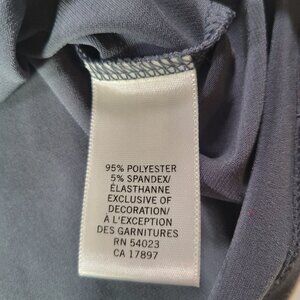 95% POLYESTER
5% SPANDEX/
ÉLASTHANNE
EXCLUSIVE OF
DECORATION/
À L'EXCEPTION
DES GARNITURES
RN 54023
CA 17897